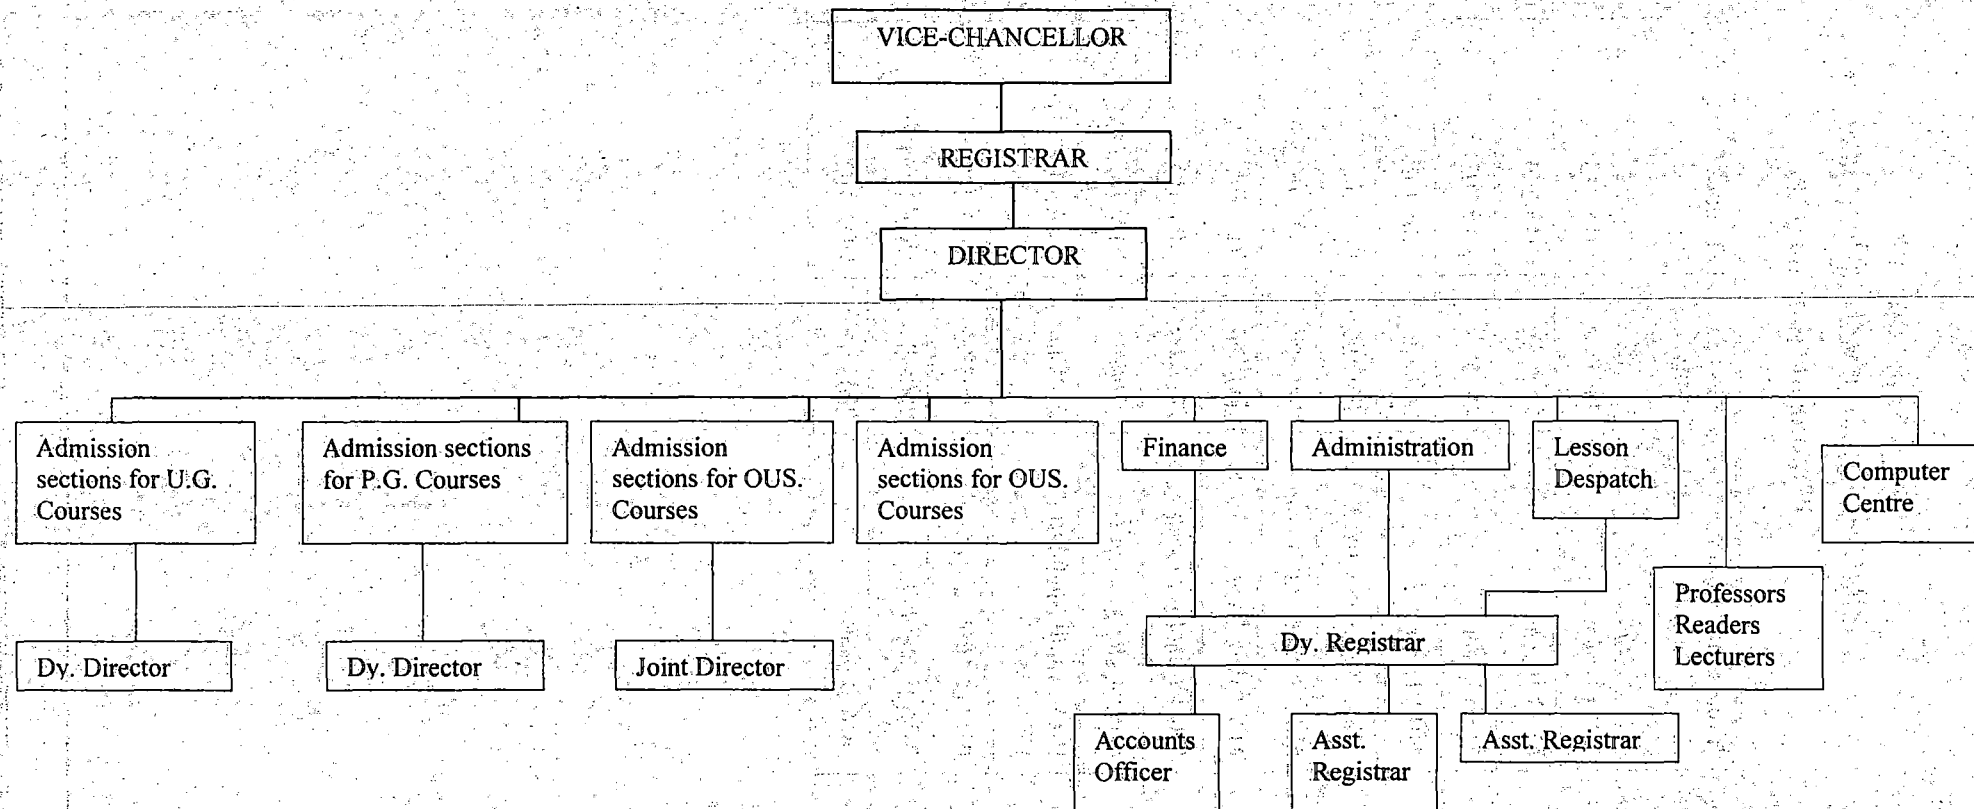 VICE-CHANCELLOR
REGISTRAR
DIRECTOR
Admission
sections for U.G.
Courses
Admission sections
for P.G. Courses
Admission
sections for OUS.
Courses
Admission
sections for OUS.
Courses
Finance
Administration
Lesson
Despatch
Computer
Centre
Professors
Readers
Lecturers
Dy. Director
Dy. Director
Joint Director
Dy. Registrar
Accounts
Officer
Asst.
Registrar
Asst. Registrar